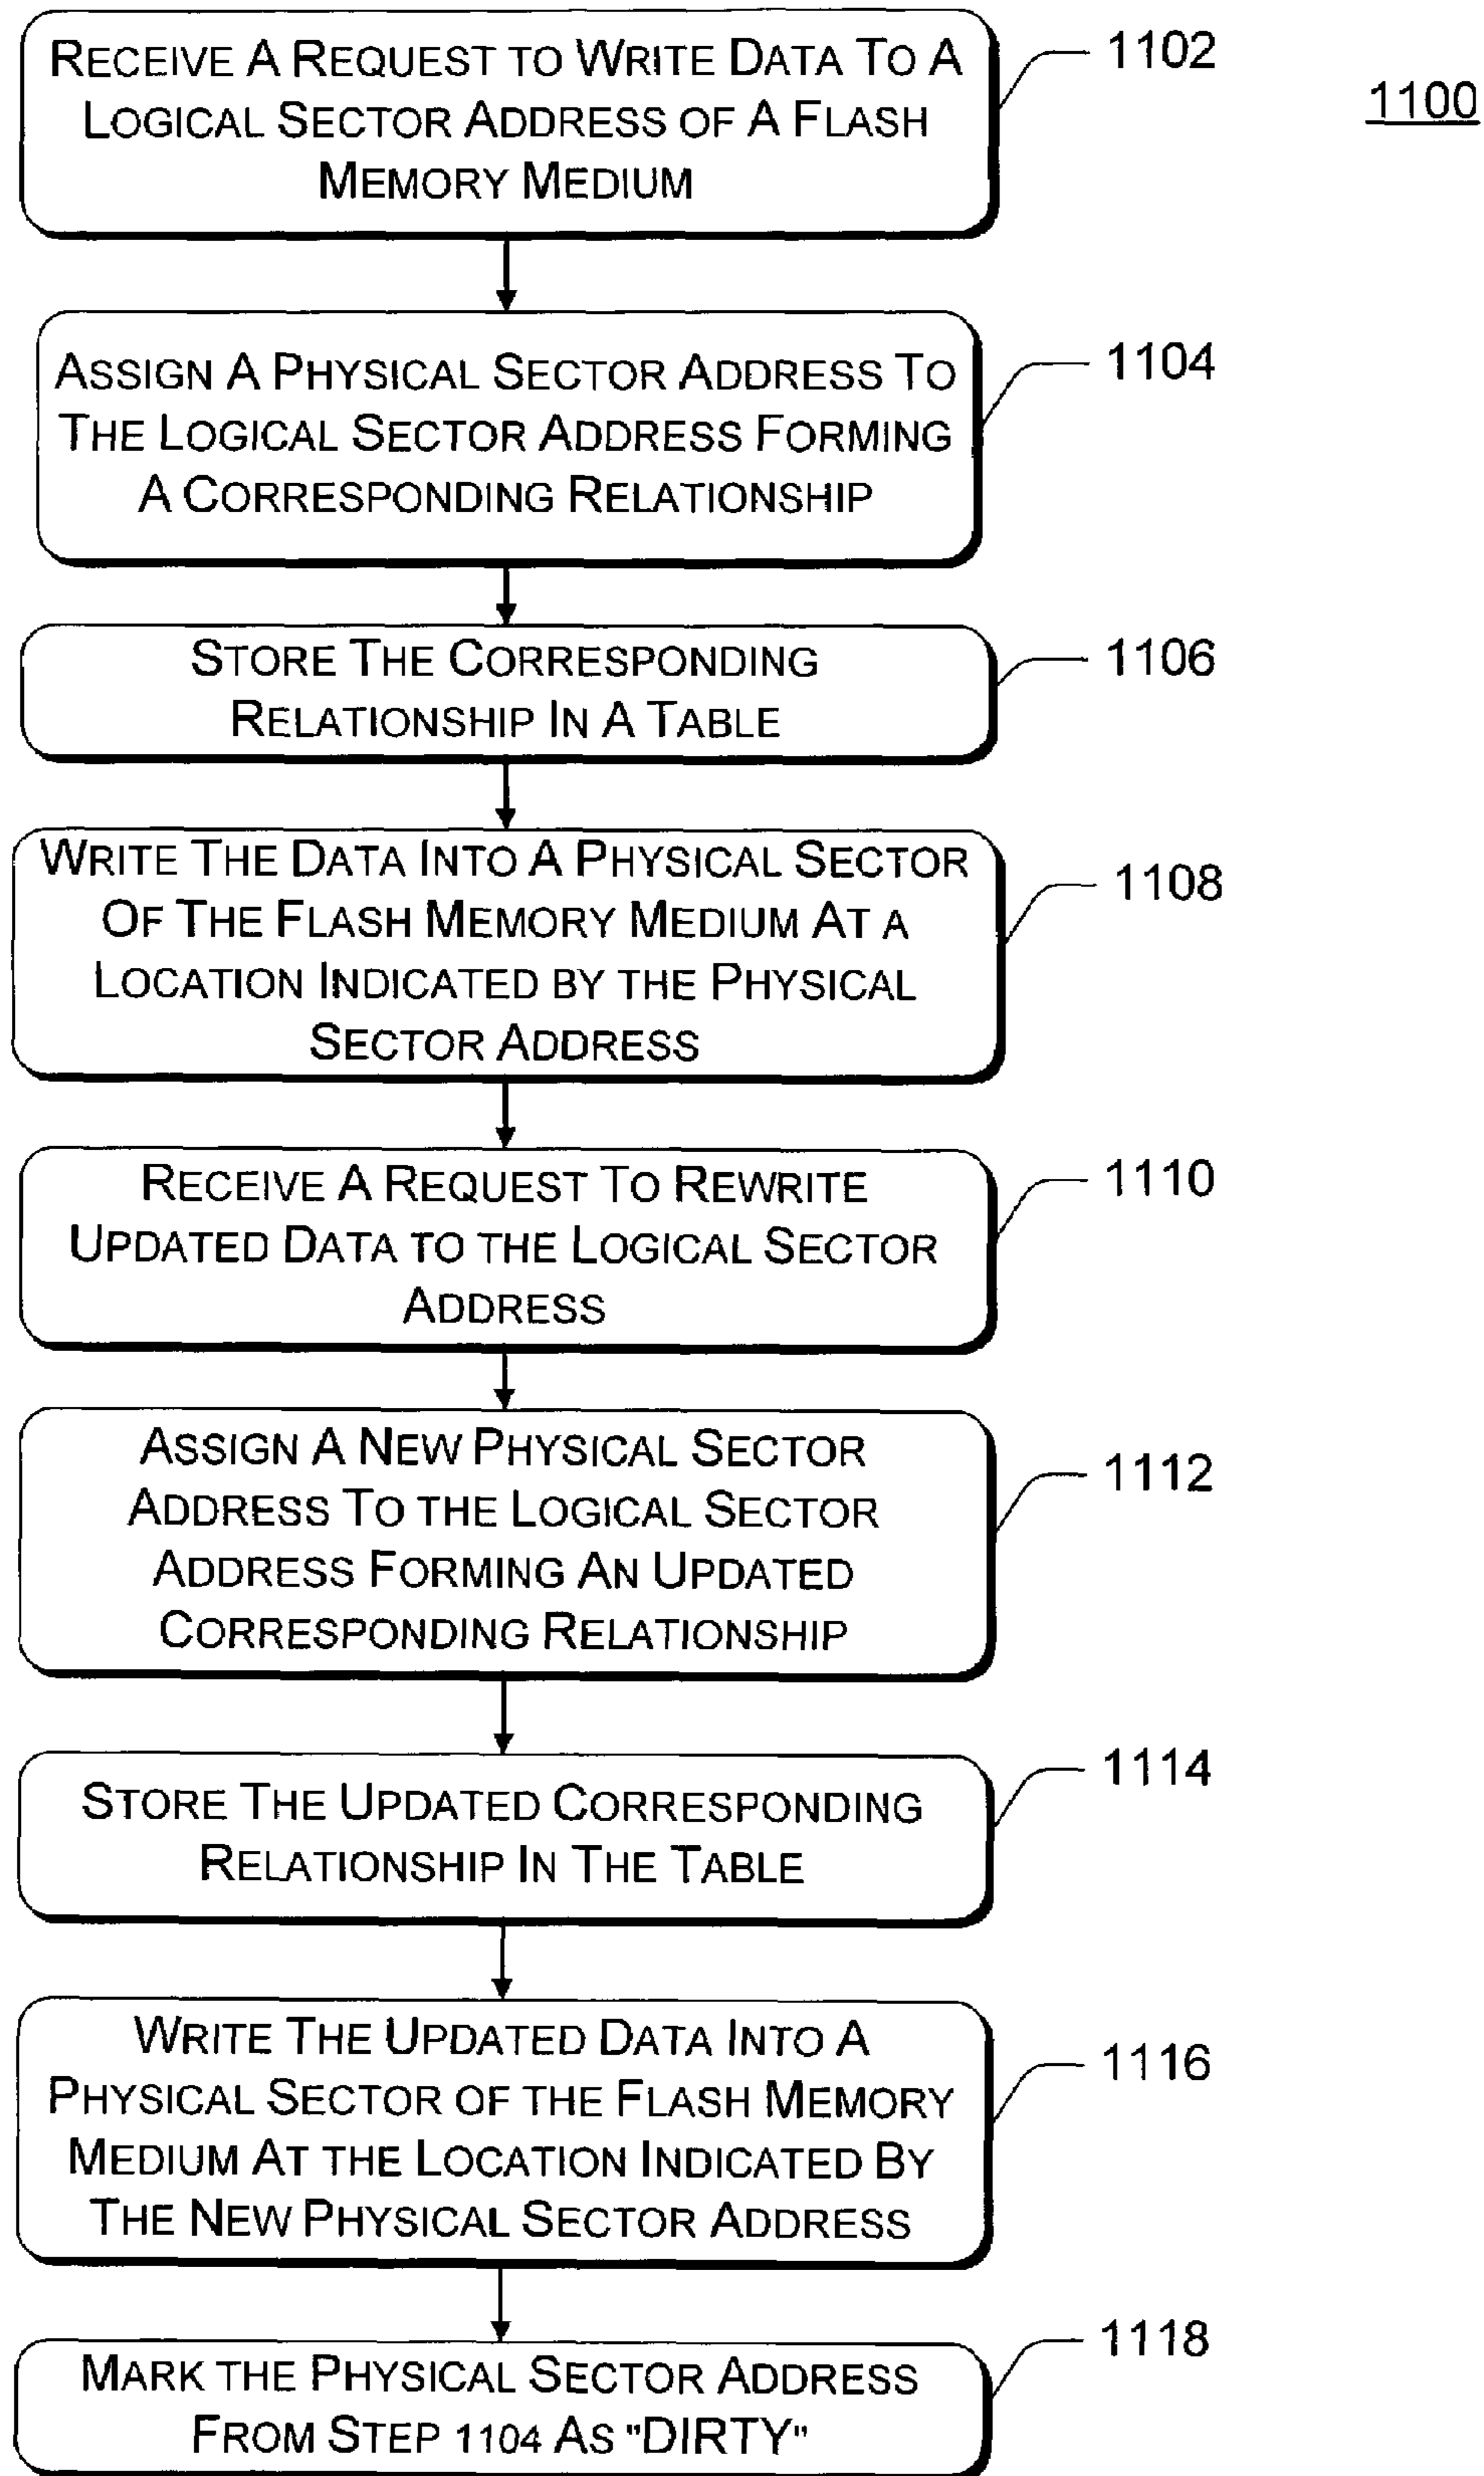 RECEIVE A REQUEST TO WRITE DATA TO A
LOGICAL SECTOR ADDRESS OF A FLASH
MEMORY MEDIUM
1102
1100
ASSIGN A PHYSICAL SECTOR ADDRESS TO
THE LOGICAL SECTOR ADDRESS FORMING
A CORRESPONDING RELATIONSHIP
1104
STORE THE CORRESPONDING
RELATIONSHIP IN A TABLE
1106
WRITE THE DATA INTO A PHYSICAL SECTOR
OF THE FLASH MEMORY MEDIUM AT A
LOCATION INDICATED BY THE PHYSICAL
SECTOR ADDRESS
1108
RECEIVE A REQUEST TO REWRITE
UPDATED DATA TO THE LOGICAL SECTOR
ADDRESS
1110
ASSIGN A NEW PHYSICAL SECTOR
ADDRESS TO THE LOGICAL SECTOR
ADDRESS FORMING AN UPDATED
CORRESPONDING RELATIONSHIP
1112
STORE THE UPDATED CORRESPONDING
RELATIONSHIP IN THE TABLE
1114
WRITE THE UPDATED DATA INTO A
PHYSICAL SECTOR OF THE FLASH MEMORY
MEDIUM AT THE LOCATION INDICATED BY
THE NEW PHYSICAL SECTOR ADDRESS
1116
MARK THE PHYSICAL SECTOR ADDRESS
FROM STEP 1104 AS "DIRTY"
1118